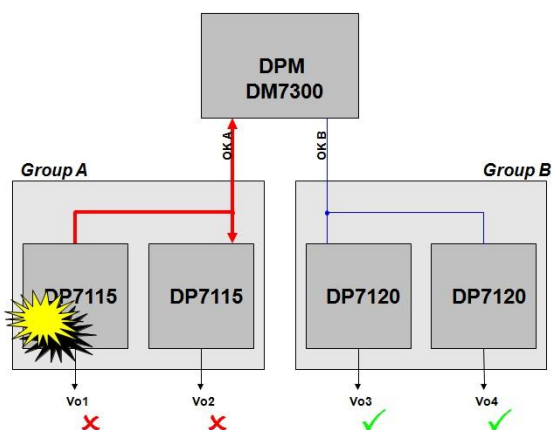 DPM
DM7300
OK A
OK B
Group A
Group B
DP7115
DP7115
DP7120
DP7120
Vo1
Vo2
Vo3
Vo4